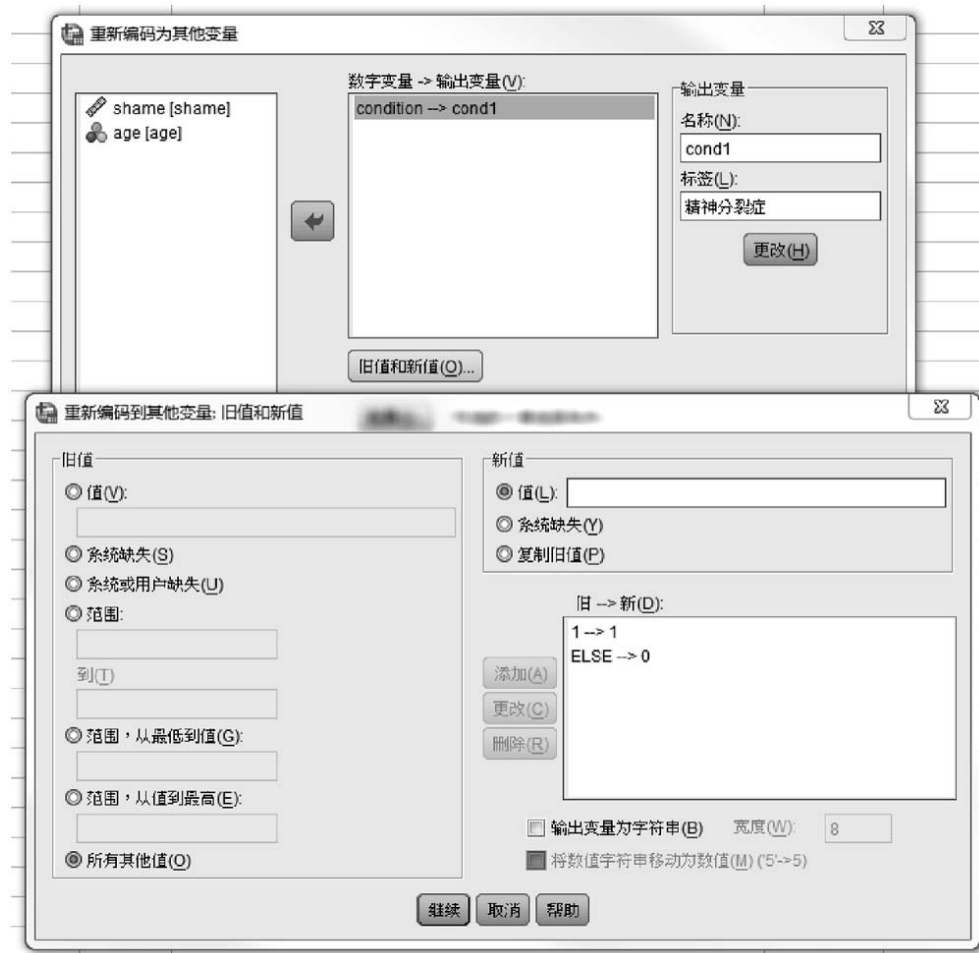 重新编码为其他变量
数字变量 -> 输出变量(V):
shame [shame]
age [age]
condition --> cond1
输出变量
名称(N):
cond1
标签(L):
精神分裂症
更改(H)
旧值和新值(O)...
重新编码到其他变量: 旧值和新值
旧值
值(V):
系统缺失(S)
系统或用户缺失(U)
范围:
到(T)
范围，从最低到值(G):
范围，从值到最高(E):
所有其他值(O)
新值
值(L):
系统缺失(Y)
复制旧值(P)
旧 --> 新(D):
1 --> 1
ELSE --> 0
添加(A)
更改(C)
删除(R)
输出变量为字符串(B) 宽度(W): 8
将数值字符串移动为数值(M) ('5'->5)
继续 取消 帮助